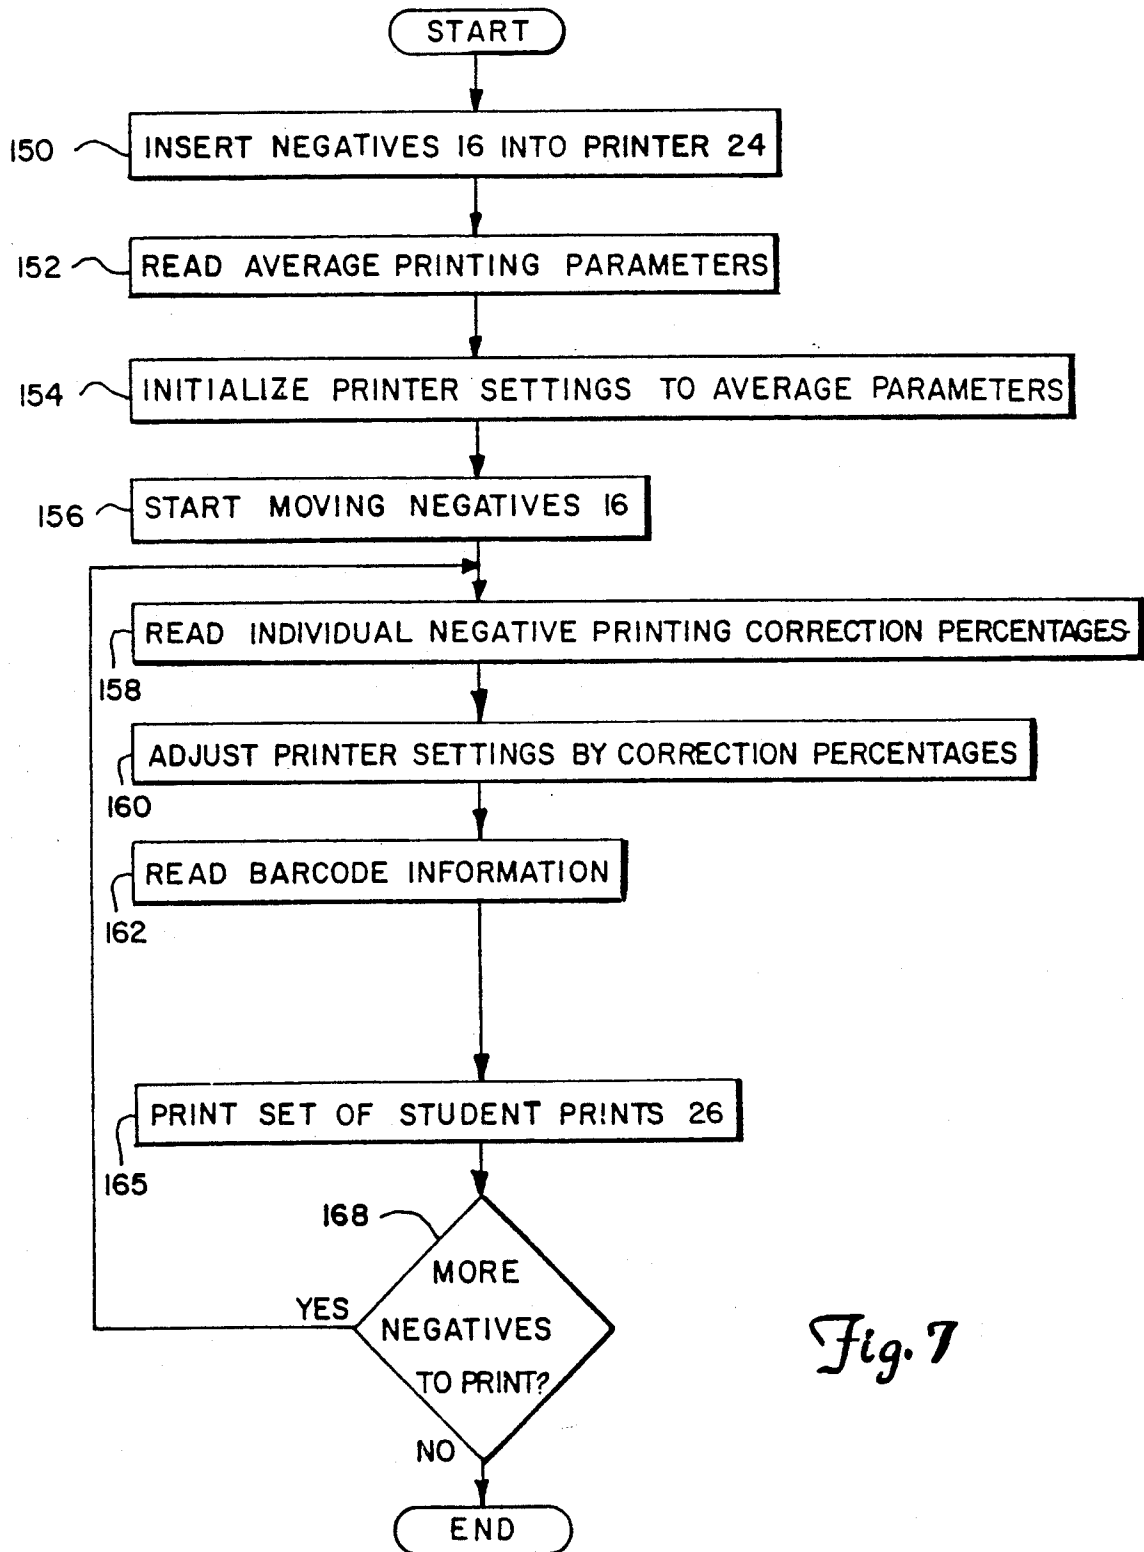 START
150 INSERT NEGATIVES 16 INTO PRINTER 24
152 READ AVERAGE PRINTING PARAMETERS
154 INITIALIZE PRINTER SETTINGS TO AVERAGE PARAMETERS
156 START MOVING NEGATIVES 16
READ INDIVIDUAL NEGATIVE PRINTING CORRECTION PERCENTAGES
158
ADJUST PRINTER SETTINGS BY CORRECTION PERCENTAGES
160
READ BARCODE INFORMATION
162
PRINT SET OF STUDENT PRINTS 26
165
168
MORE
YES
NEGATIVES
TO PRINT?
NO
END
Fig. 7